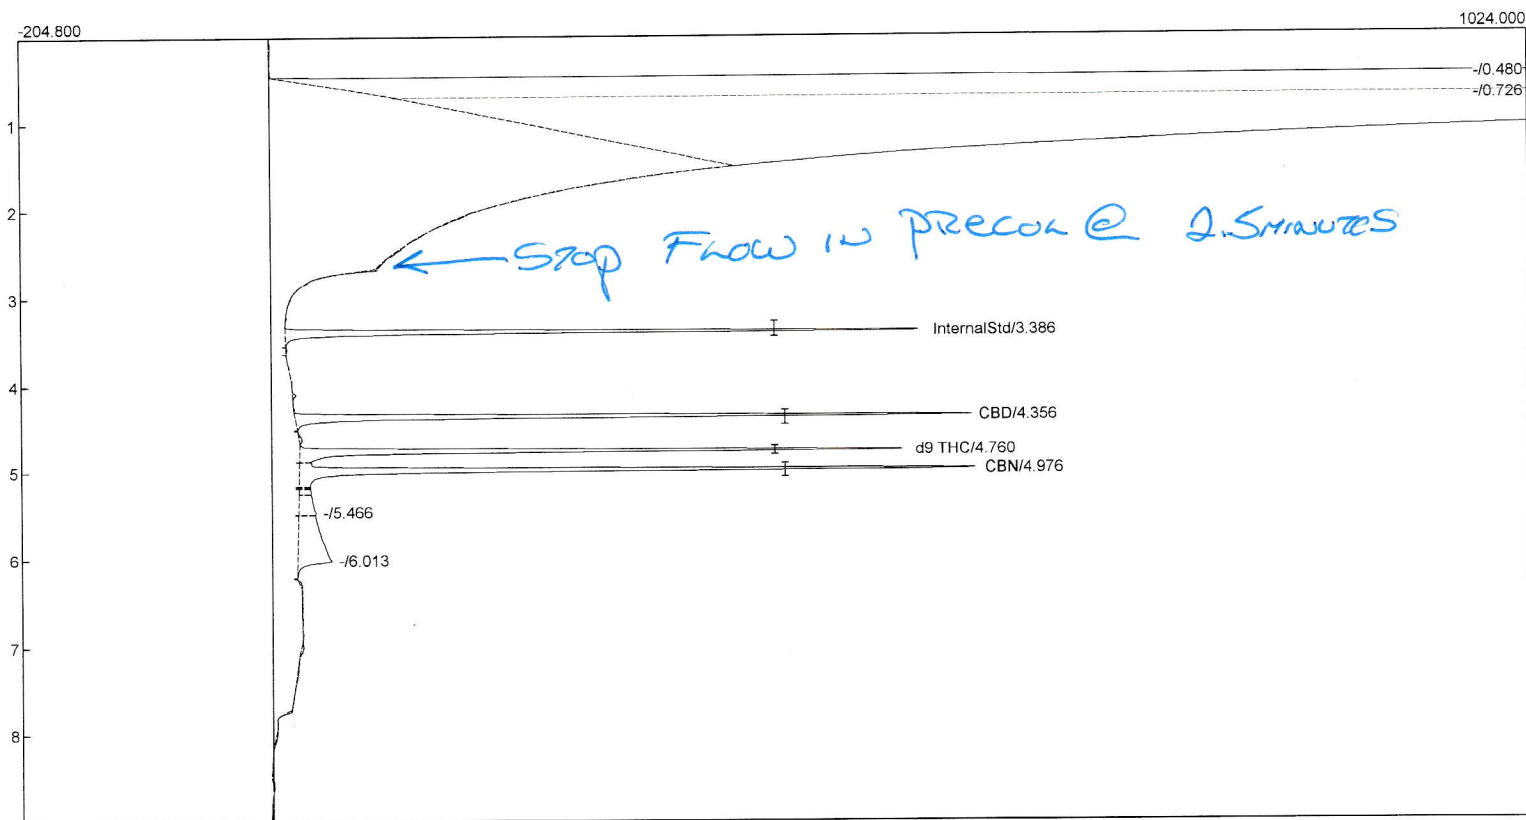 -204.800
1024.000
-/0.480
-/0.726
1
2
STOP FLOW IN PRECOL @ 2.5 MINUTES
3
InternalStd/3.386
4
CBD/4.356
d9 THC/4.760
CBN/4.976
5
-/5.466
6
-/6.013
7
8